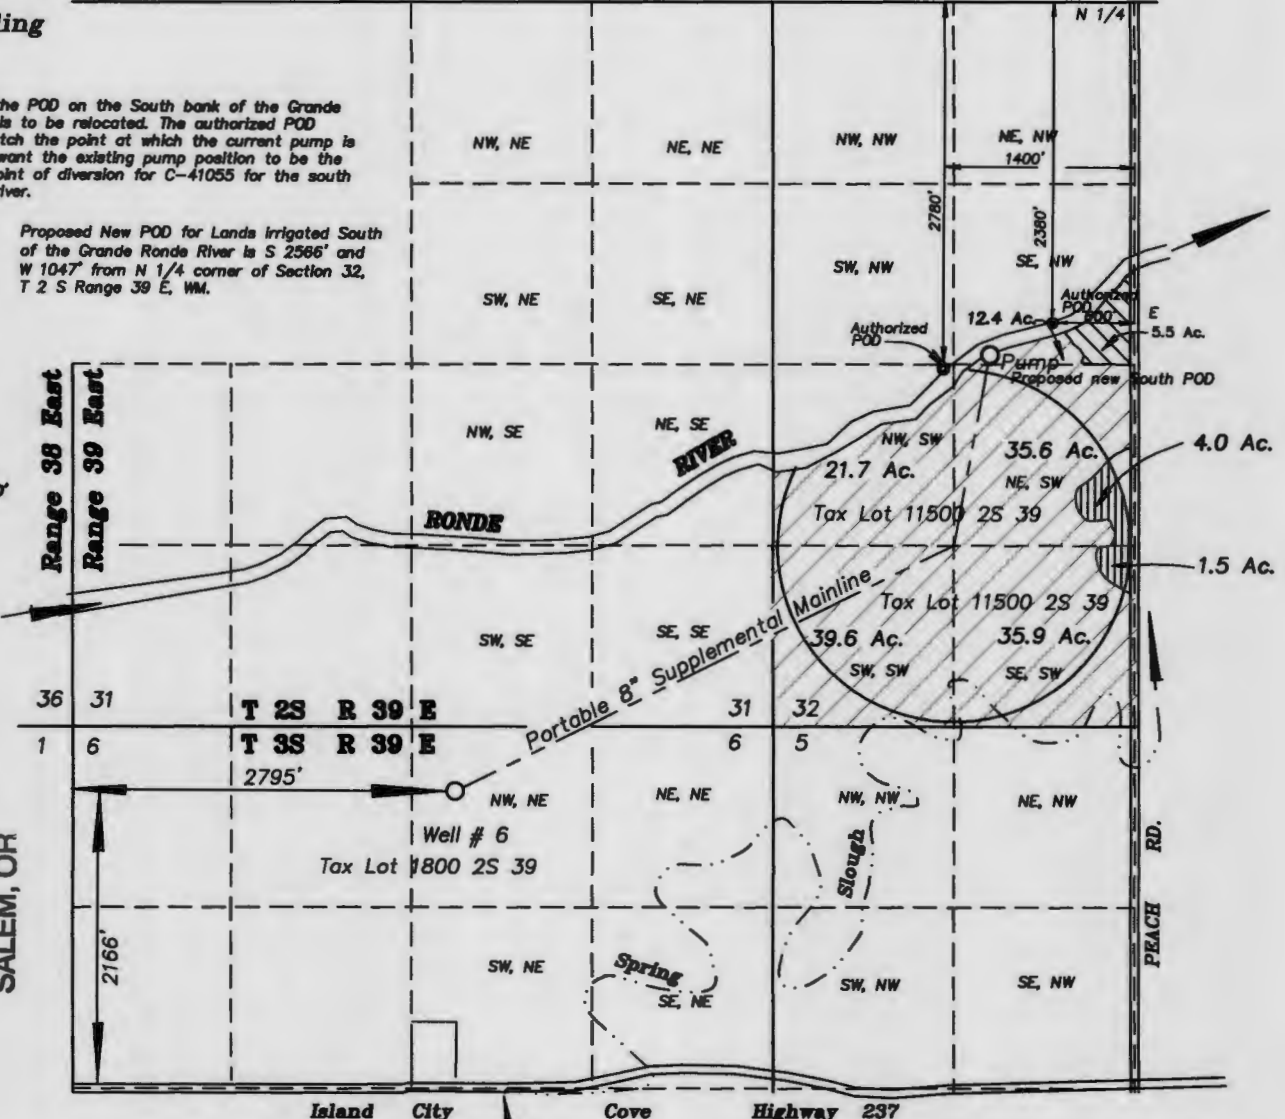 ling
the POD on the South bank of the Grande
is to be relocated. The authorized POD
tch the point at which the current pump is
want the existing pump position to be the
oint of diversion for C-41055 for the south
iver.
Proposed New POD for Lands Irrigated South
of the Grande Ronde River is S 2566' and
W 1047' from N 1/4 corner of Section 32,
T 2 S Range 39 E, WM.
N 1/4
NW, NE
NE, NE
NW, NW
NE, NW
1400'
2780'
2380'
SW, NE
SE, NE
SW, NW
SE, NW
Authorized
POD
600'
E
12.4 Ac.
5.5 Ac.
Authorized
POD
Pump
Proposed new South POD
Range 38 East
Range 39 East
NW, SE
NE, SE
NW, SW
21.7 Ac.
35.6 Ac.
NE, SW
4.0 Ac.
RIVER
RONDE
Tax Lot 11500 2S 39
1.5 Ac.
Tax Lot 11500 2S 39
SW, SE
SE, SE
39.6 Ac.
35.9 Ac.
SW, SW
SE, SW
Portable 8" Supplemental Mainline
36 31
T 2S R 39 E
31 32
1 6
T 3S R 39 E
6 5
2795'
NW, NE
NE, NE
NW, NW
NE, NW
Well # 6
Tax Lot 1800 2S 39
Slough
PEACH RD.
SALEM, OR
2166'
SW, NE
Spring
SE, NE
SW, NW
SE, NW
Island City Cove Highway 237